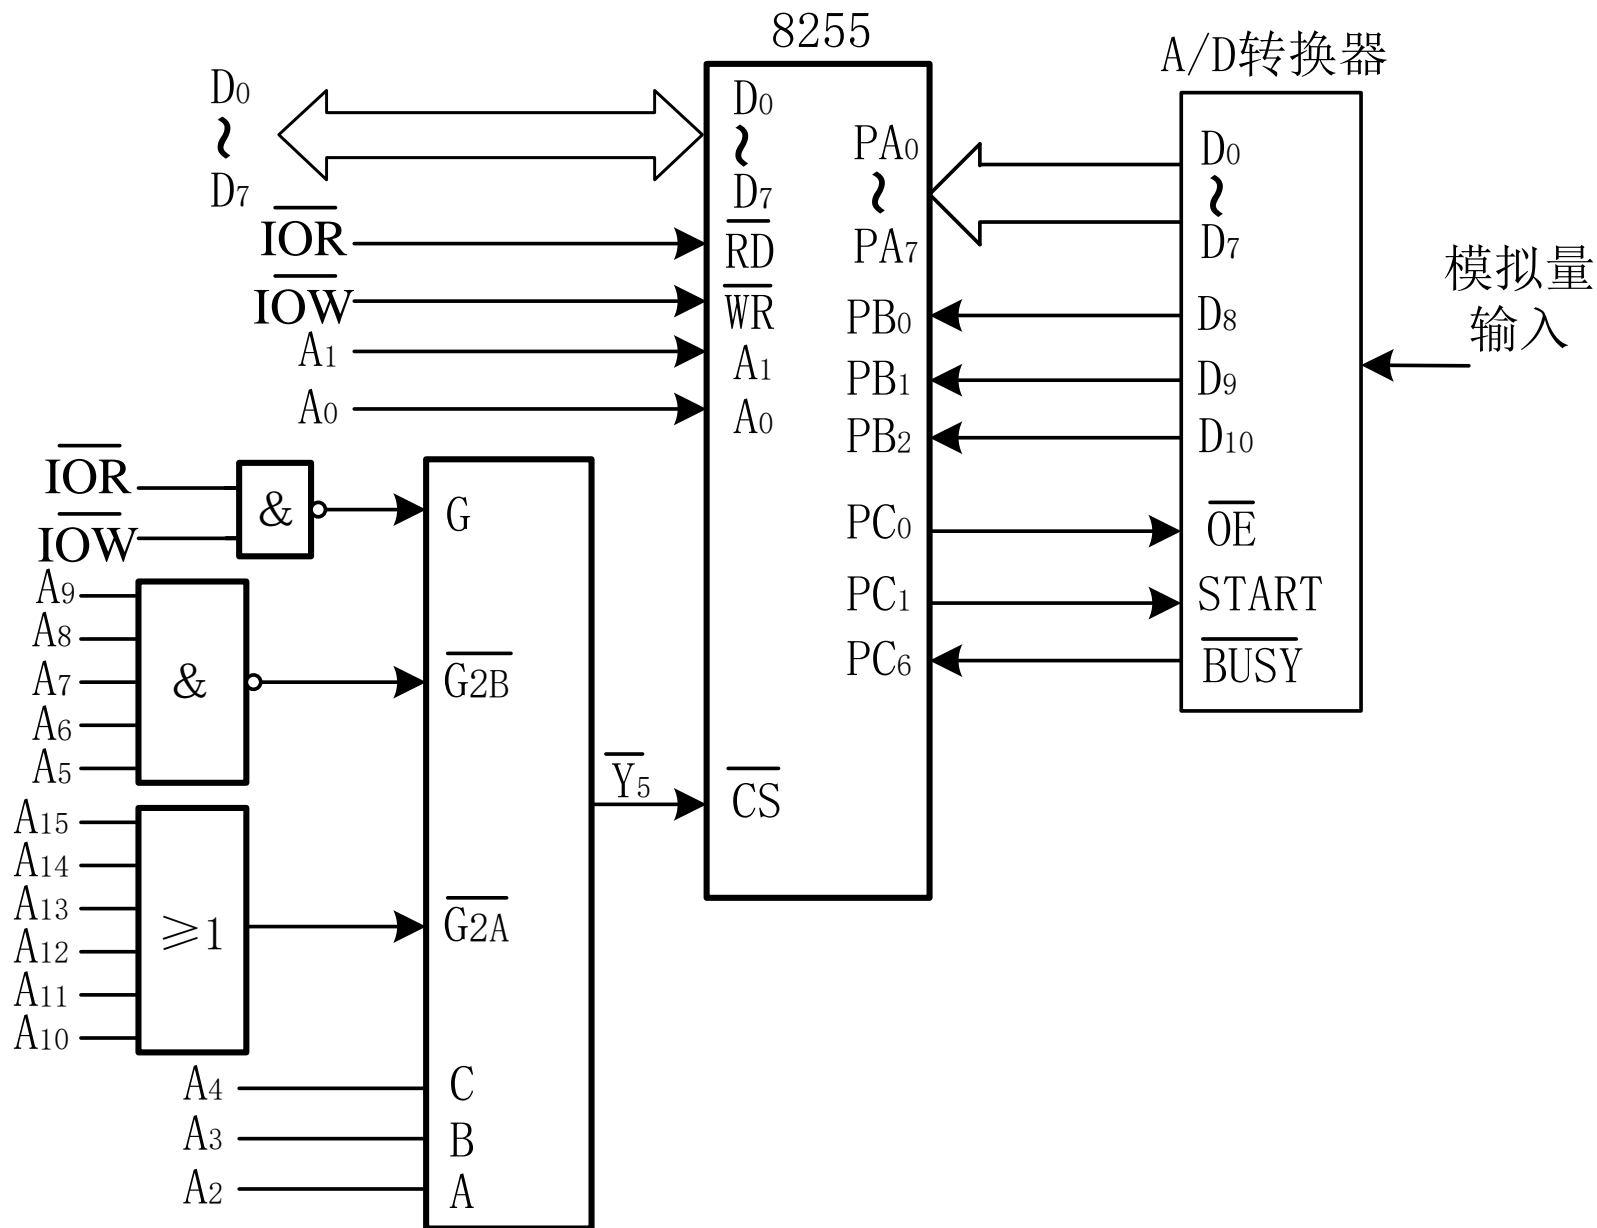 8255
A/D转换器
D0
~
D7
D0
~
D7
PA0
~
PA7
D0
~
D7
IOR
RD
IOW
WR
A1
A1
A0
A0
PB0
D8
PB1
D9
PB2
D10
模拟量
输入
PC0
OE
PC1
START
PC6
BUSY
IOR
IOW
&
G
A9
A8
A7
A6
A5
&
G2B
Y5
CS
A15
A14
A13
A12
A11
A10
≥1
G2A
A4
C
A3
B
A2
A